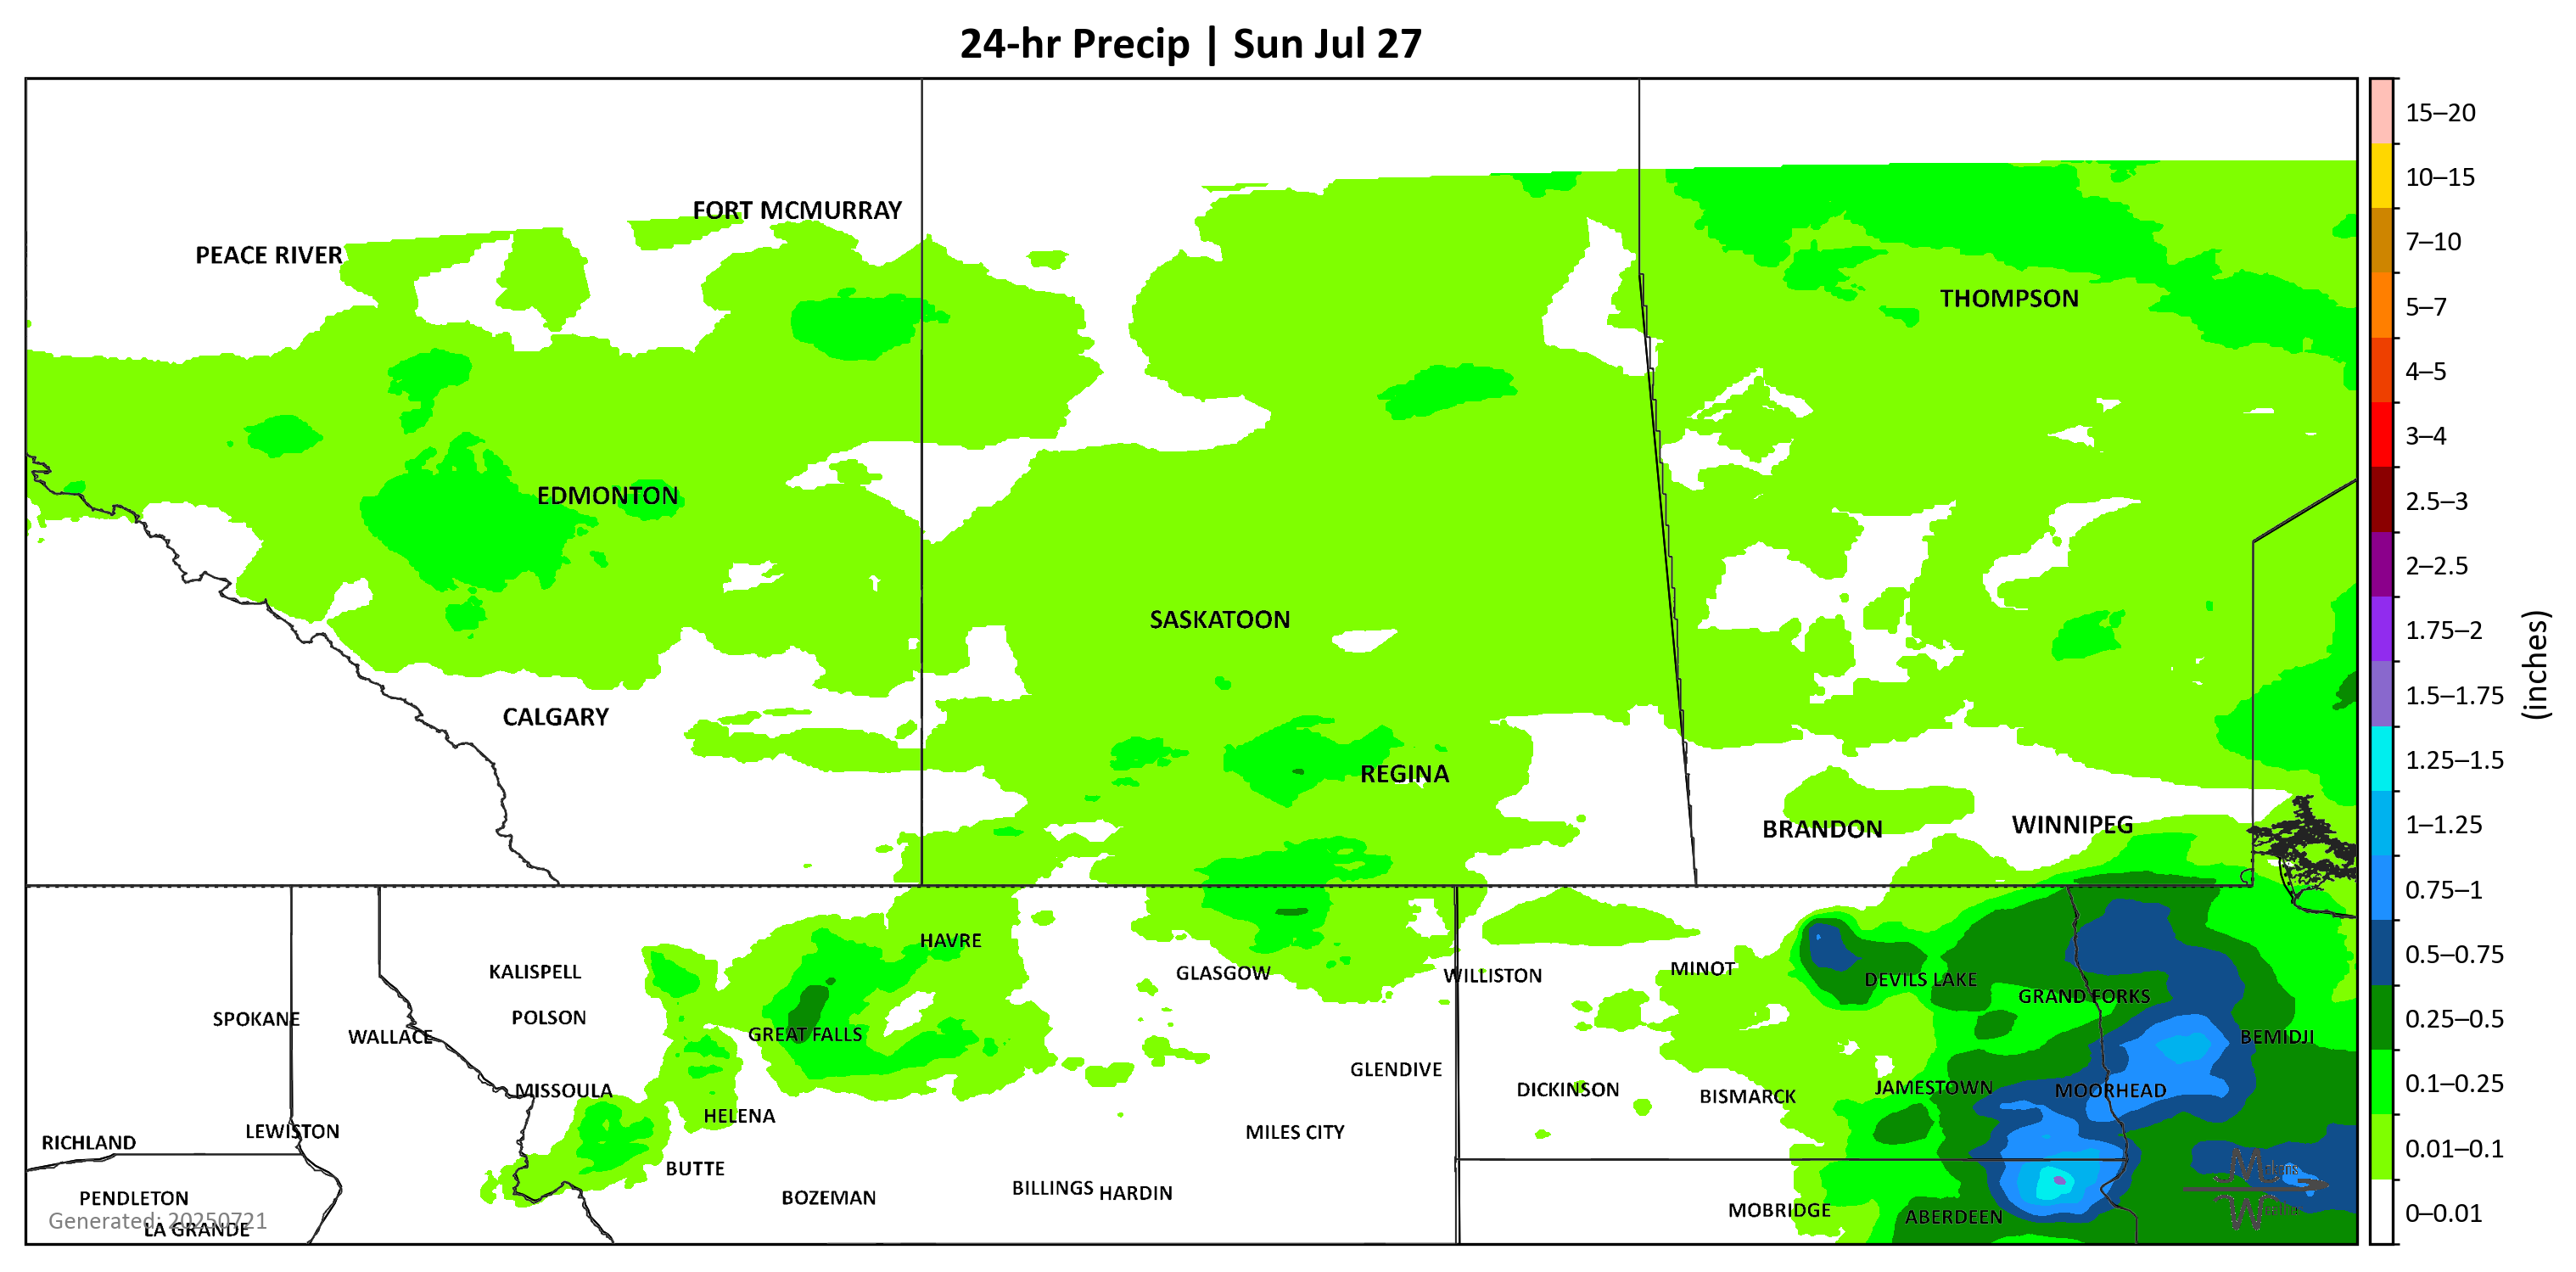 24-hr Precip | Sun Jul 27
15–20
10–15
7–10
5–7
4–5
3–4
2.5–3
2–2.5
1.75–2
1.5–1.75
1.25–1.5
1–1.25
0.75–1
0.5–0.75
0.25–0.5
0.1–0.25
0.01–0.1
0–0.01
(inches)
FORT MCMURRAY
PEACE RIVER
THOMPSON
EDMONTON
SASKATOON
CALGARY
REGINA
BRANDON
WINNIPEG
HAVRE
KALISPELL
GLASGOW
WILLISTON
MINOT
DEVILS LAKE
GRAND FORKS
SPOKANE
POLSON
WALLACE
GREAT FALLS
BEMIDJI
GLENDIVE
MISSOULA
DICKINSON
BISMARCK
JAMESTOWN
MOORHEAD
HELENA
RICHLAND
LEWISTON
MILES CITY
BUTTE
PENDLETON
BOZEMAN
BILLINGS
HARDIN
MOBRIDGE
ABERDEEN
Generated: 20250721
LA GRANDE